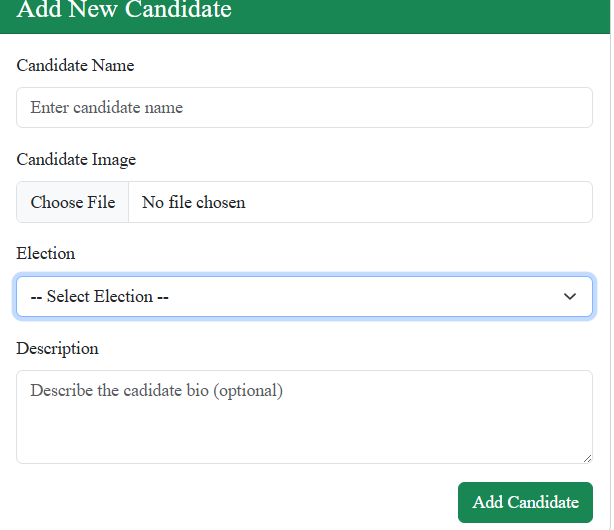 Add New Candidate
Candidate Name
Enter candidate name
Candidate Image
Choose File No file chosen
Election
-- Select Election --
Description
Describe the cadidate bio (optional)
Add Candidate